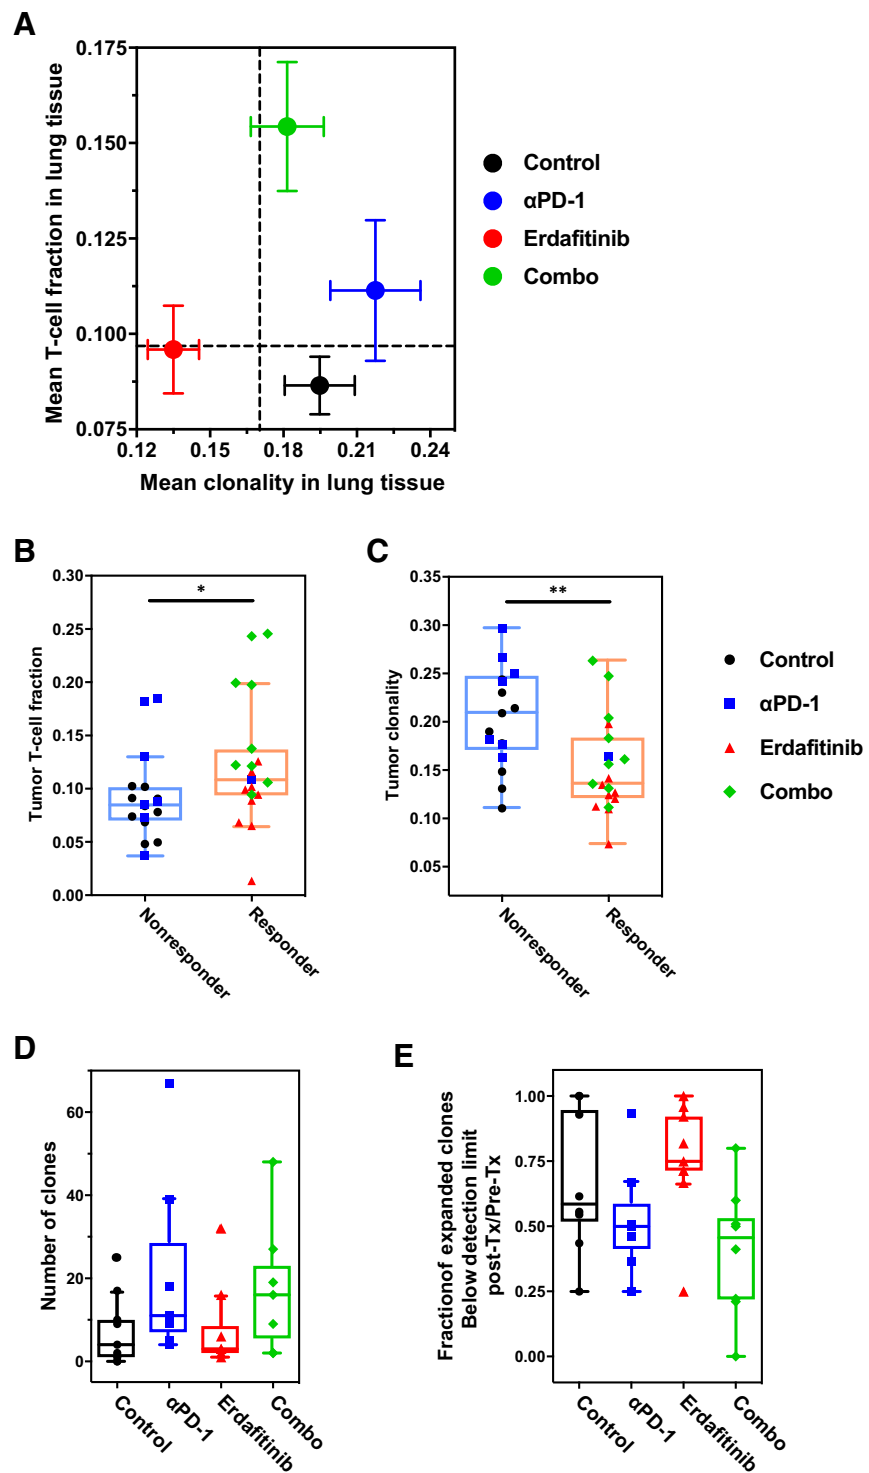 A
Mean T-cell fraction in lung tissue
0.175
0.150
0.125
0.100
0.075
0.12 0.15 0.18 0.21 0.24
Mean clonality in lung tissue
Control
αPD-1
Erdafitinib
Combo
B
Tumor T-cell fraction
0.30
0.25
0.20
0.15
0.10
0.05
0.00
*
Nonresponder
Responder
C
Tumor clonality
0.35
0.30
0.25
0.20
0.15
0.10
0.05
**
Nonresponder
Responder
Control
αPD-1
Erdafitinib
Combo
D
Number of clones
60
40
20
0
Control
αPD-1
Erdafitinib
Combo
E
Fractionof expanded clones
Below detection limit
post-Tx/Pre-Tx
1.00
0.75
0.50
0.25
0.00
Control
αPD-1
Erdafitinib
Combo